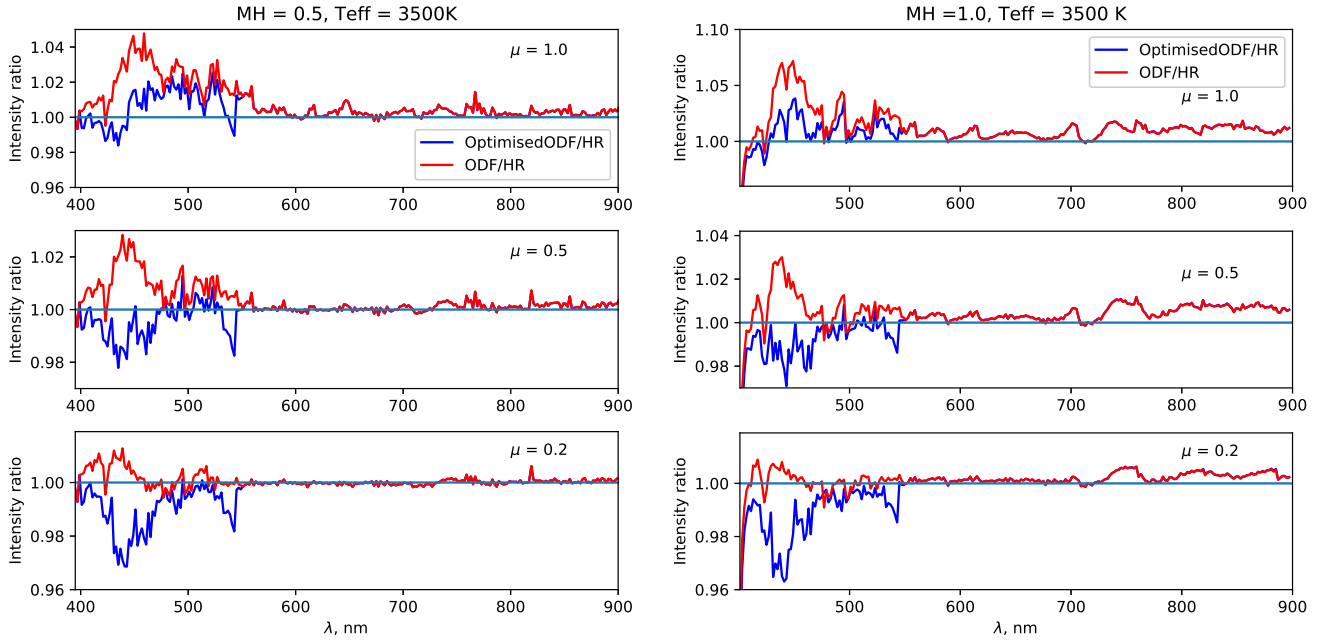 MH = 0.5, Teff = 3500K
Intensity ratio
1.04
1.02
1.00
0.98
0.96
μ = 1.0
OptimisedODF/HR
ODF/HR
400 500 600 700 800 900
Intensity ratio
1.02
1.00
0.98
μ = 0.5
400 500 600 700 800 900
Intensity ratio
1.00
0.98
0.96
μ = 0.2
400 500 600 700 800 900
λ, nm
MH =1.0, Teff = 3500 K
Intensity ratio
1.10
1.05
1.00
OptimisedODF/HR
ODF/HR
μ = 1.0
500 600 700 800 900
Intensity ratio
1.04
1.02
1.00
0.98
μ = 0.5
500 600 700 800 900
Intensity ratio
1.00
0.98
0.96
μ = 0.2
500 600 700 800 900
λ, nm